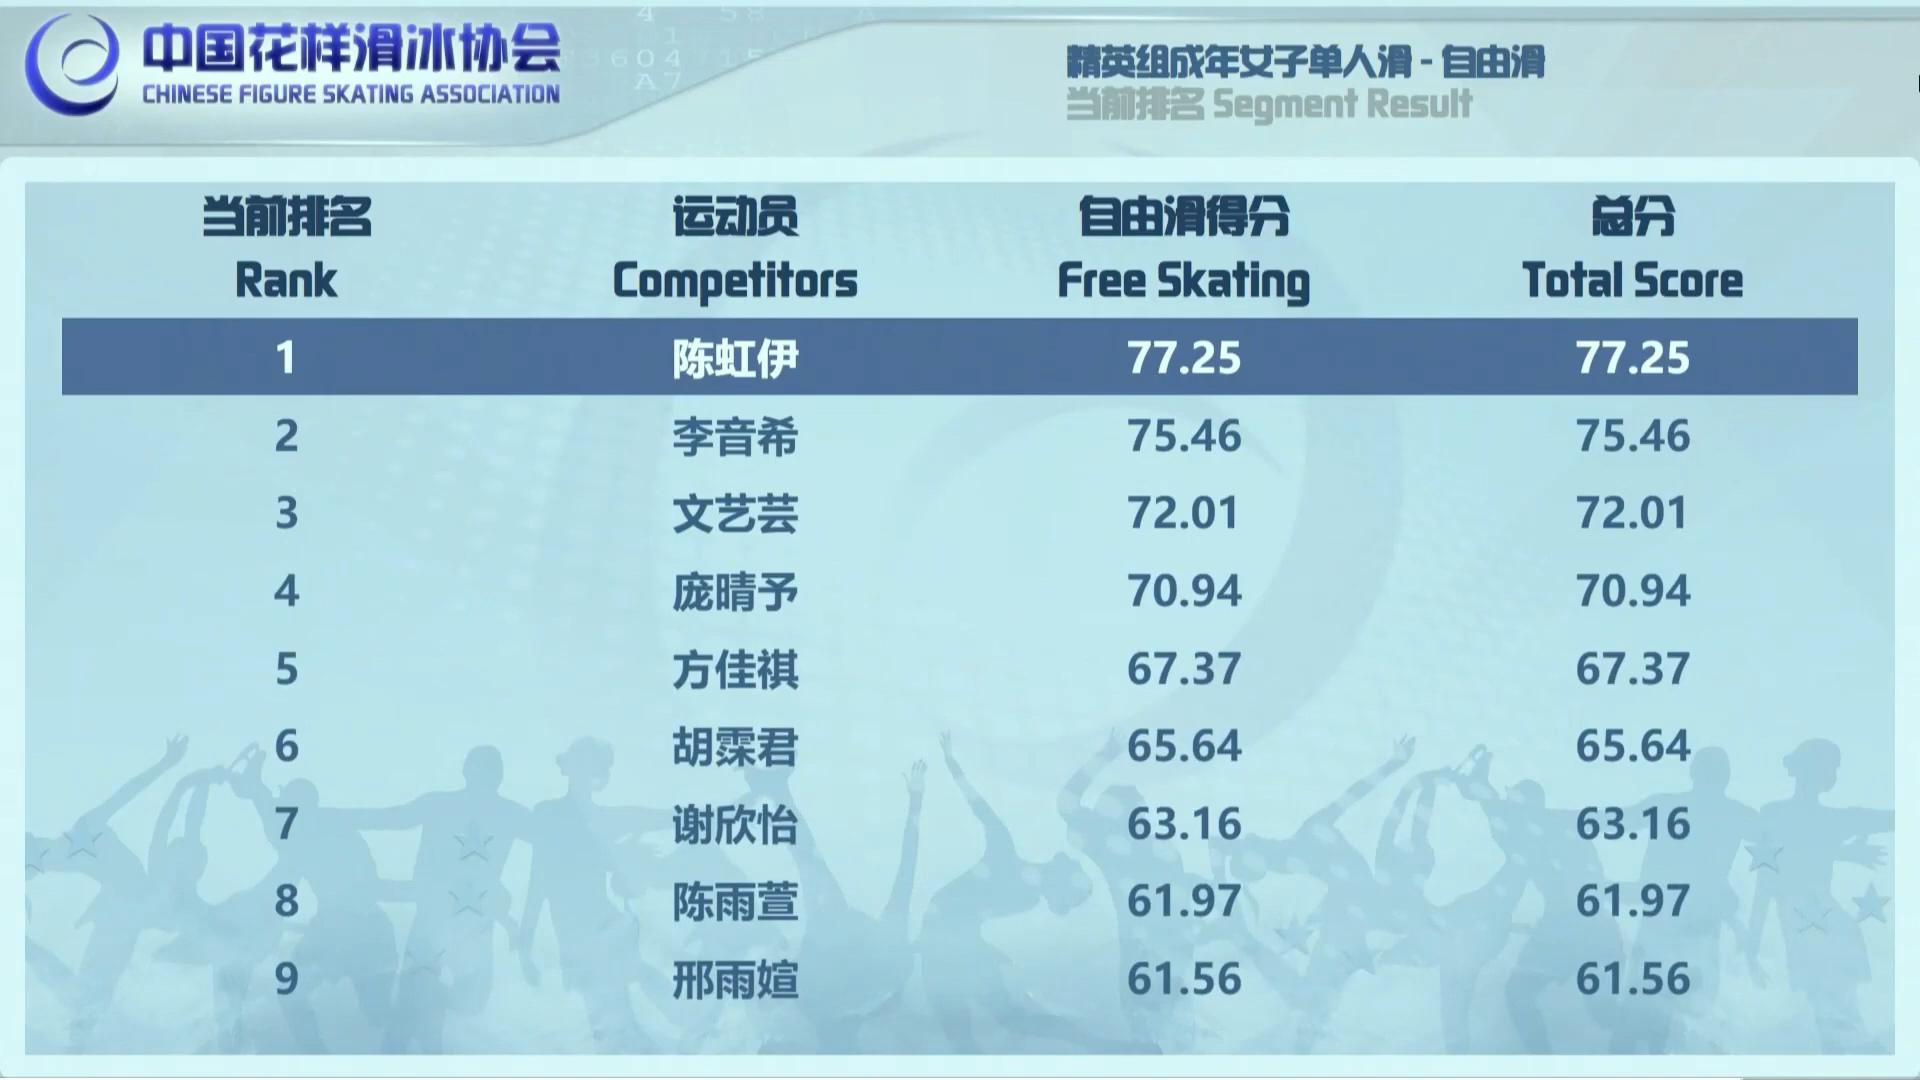 中国花样滑冰协会
CHINESE FIGURE SKATING ASSOCIATION
精英组成年女子单人滑 - 自由滑
当前排名 Segment Result
当前排名 运动员 自由滑得分 总分
Rank Competitors Free Skating Total Score
1 陈虹伊 77.25 77.25
2 李音希 75.46 75.46
3 文艺芸 72.01 72.01
4 庞晴予 70.94 70.94
5 方佳祺 67.37 67.37
6 胡霂君 65.64 65.64
7 谢欣怡 63.16 63.16
8 陈雨萱 61.97 61.97
9 邢雨媗 61.56 61.56